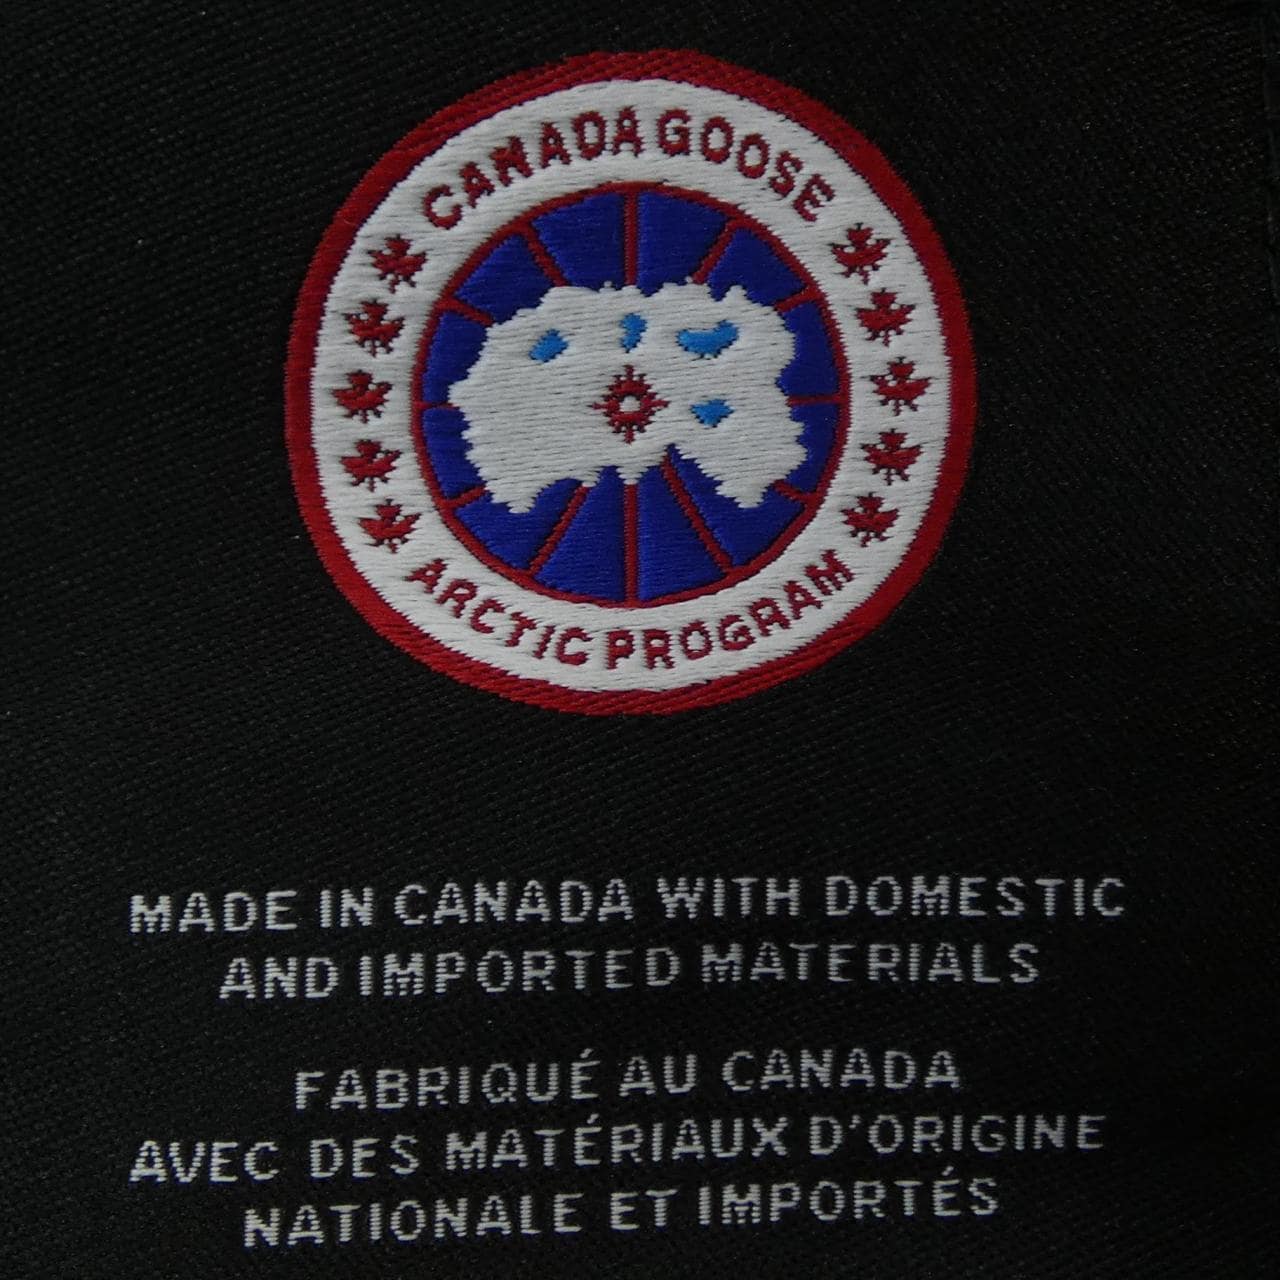 CANADA GOOSE
ARCTIC PROGRAM
MADE IN CANADA WITH DOMESTIC
AND IMPORTED MATERIALS
FABRIQUÉ AU CANADA
AVEC DES MATÉRIAUX D'ORIGINE
NATIONALE ET IMPORTÉS